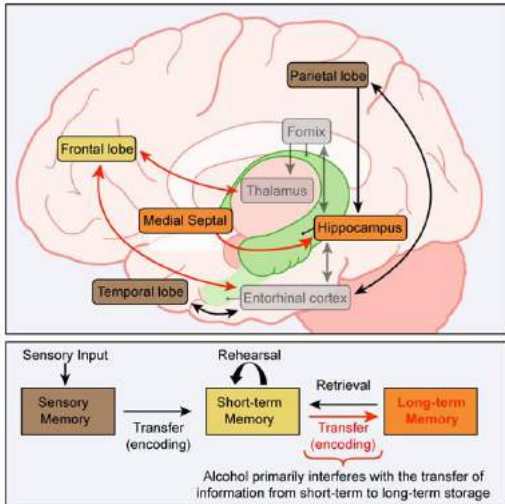 Parietal lobe
Fornix
Frontal lobe
Thalamus
Medial Septal
Hippocampus
Temporal lobe
Entorhinal cortex
Sensory Input
Rehearsal
Sensory
Memory
Transfer
(encoding)
Short-term
Memory
Retrieval
Transfer
(encoding)
Long-term
Memory
Alcohol primarily interferes with the transfer of
information from short-term to long-term storage